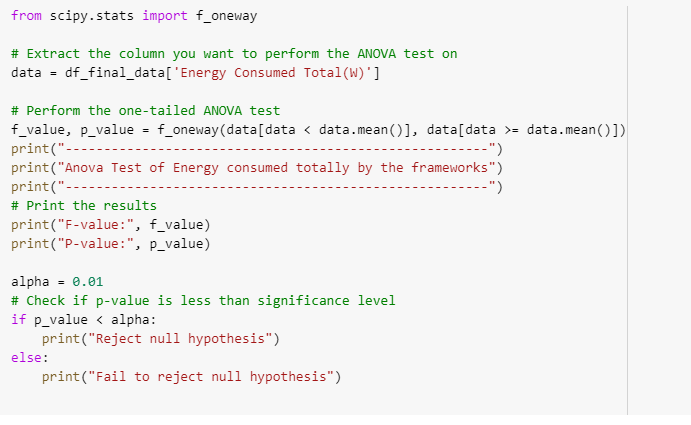 from scipy.stats import f_oneway
# Extract the column you want to perform the ANOVA test on
data = df_final_data['Energy Consumed Total(W)']
# Perform the one-tailed ANOVA test
f_value, p_value = f_oneway(data[data < data.mean()], data[data >= data.mean()])
print("-------------------------------------------------------")
print("Anova Test of Energy consumed totally by the frameworks")
print("-------------------------------------------------------")
# Print the results
print("F-value:", f_value)
print("P-value:", p_value)
alpha = 0.01
# Check if p-value is less than significance level
if p_value < alpha:
    print("Reject null hypothesis")
else:
    print("Fail to reject null hypothesis")